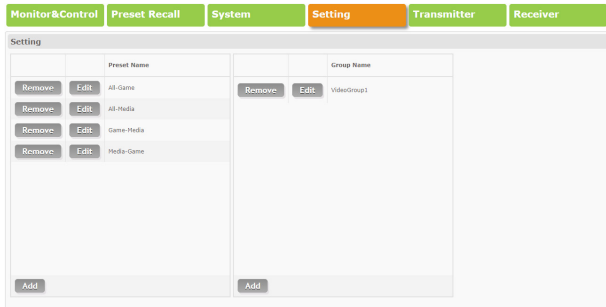 Monitor&Control Preset Recall System Setting Transmitter Receiver
Setting
Preset Name Group Name
Remove Edit All-Game Remove Edit VideoGroup1
Remove Edit All-Media
Remove Edit Game-Media
Remove Edit Media-Game
Add Add